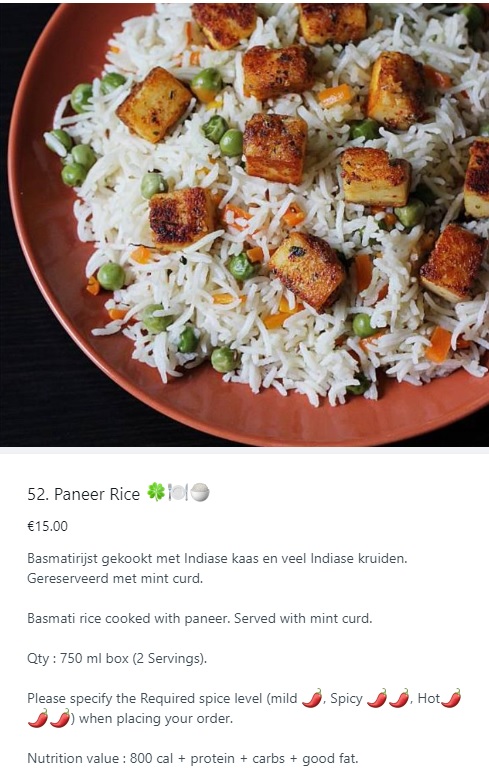 52. Paneer Rice 🍀🍽🍚
€15.00
Basmatirijst gekookt met Indiase kaas en veel Indiase kruiden.
Gereserveerd met mint curd.
Basmati rice cooked with paneer. Served with mint curd.
Qty : 750 ml box (2 Servings).
Please specify the Required spice level (mild 🌶️, Spicy 🌶️🌶️, Hot🌶️
🌶️🌶️) when placing your order.
Nutrition value : 800 cal + protein + carbs + good fat.